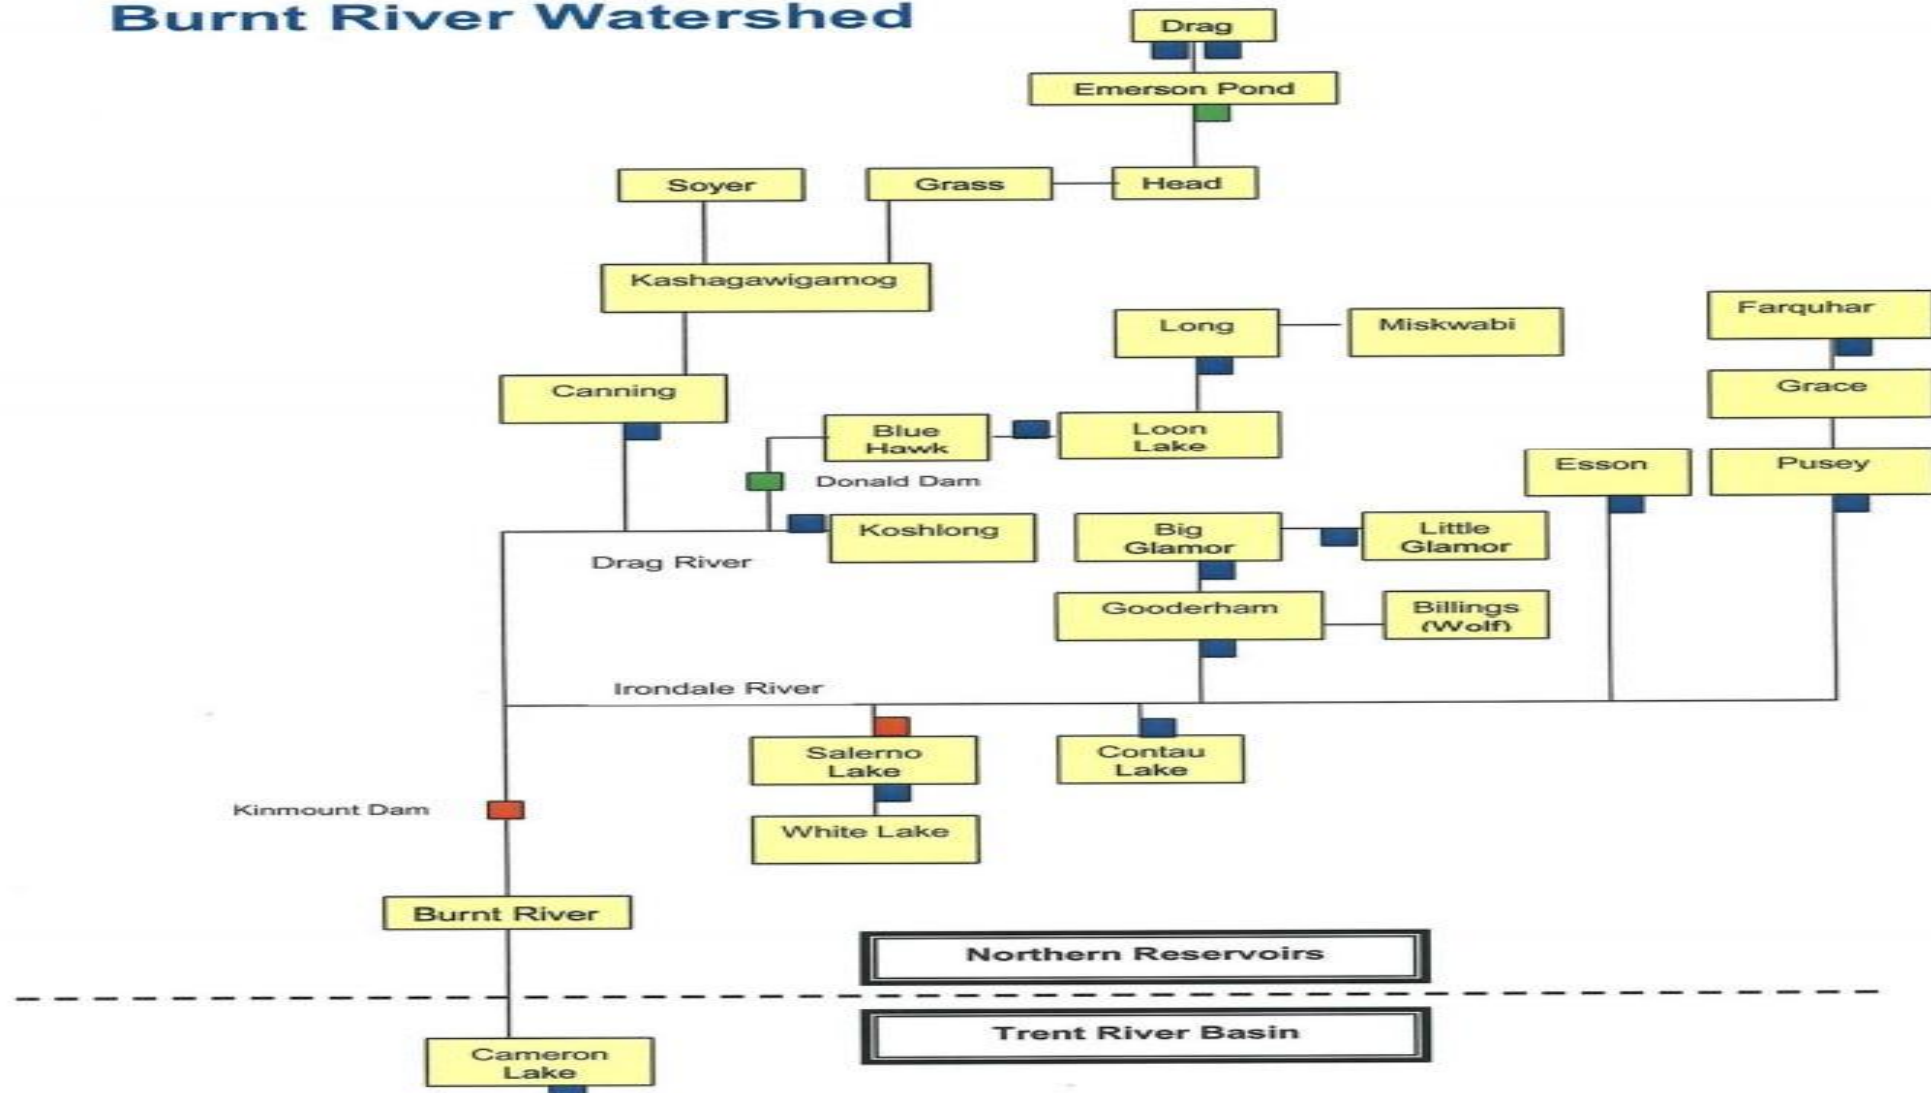 Burnt River Watershed
Drag
Emerson Pond
Soyer
Grass
Head
Kashagawigamog
Long
Miskwabi
Farquhar
Grace
Canning
Blue
Hawk
Loon
Lake
Esson
Pusey
Donald Dam
Koshlong
Big
Glamor
Little
Glamor
Drag River
Gooderham
Billings
(Wolf)
Irondale River
Salerno
Lake
Contau
Lake
Kinmount Dam
White Lake
Burnt River
Northern Reservoirs
Trent River Basin
Cameron
Lake